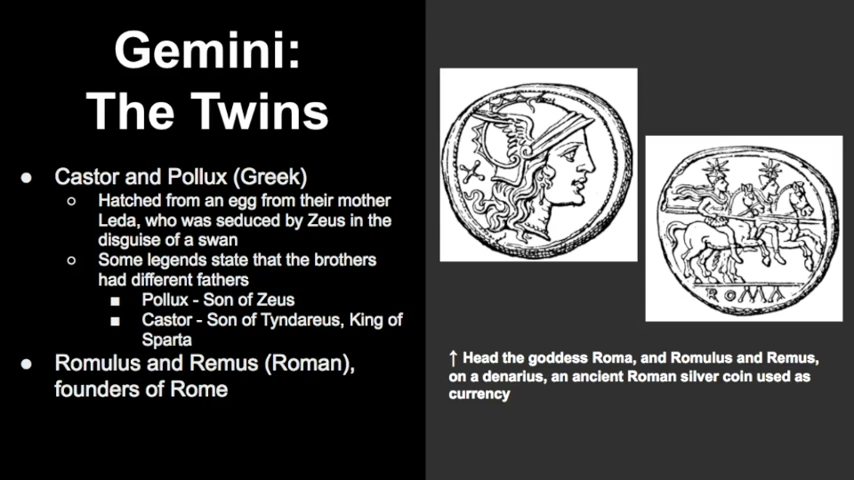 Gemini:
The Twins
● Castor and Pollux (Greek)
○ Hatched from an egg from their mother
Leda, who was seduced by Zeus in the
disguise of a swan
○ Some legends state that the brothers
had different fathers
■ Pollux - Son of Zeus
■ Castor - Son of Tyndareus, King of
Sparta
● Romulus and Remus (Roman),
founders of Rome
X
ROMA
↑ Head the goddess Roma, and Romulus and Remus,
on a denarius, an ancient Roman silver coin used as
currency